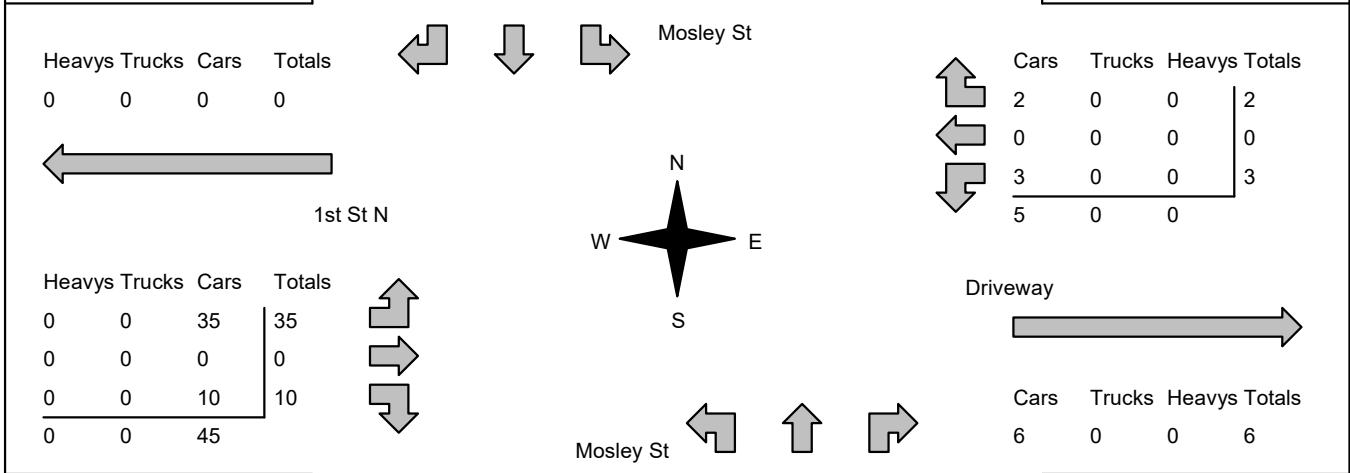 Mosley St
Heavys Trucks Cars Totals
0 0 0 0
1st St N
Heavys Trucks Cars Totals
0 0 35 35
0 0 0 0
0 0 10 10
0 0 45
N
W E
S
Mosley St
Cars Trucks Heavys Totals
2 0 0 2
0 0 0 0
3 0 0 3
5 0 0
Driveway
Cars Trucks Heavys Totals
6 0 0 6